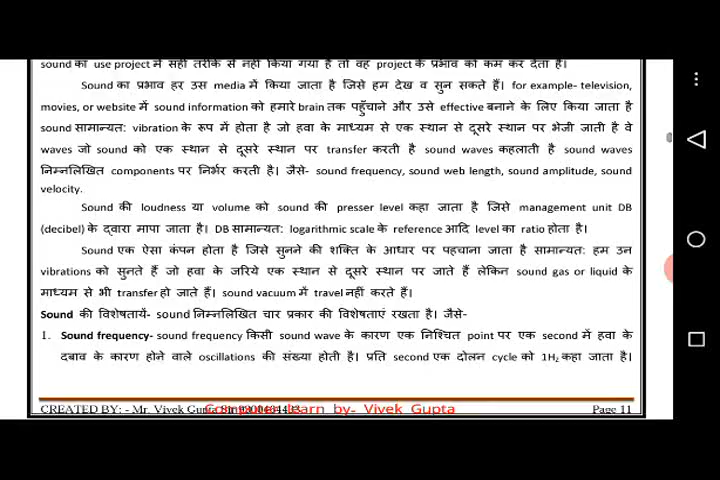 sound का use project में सही तरीके से नहीं किया गया है तो वह project के प्रभाव को कम कर देता है।
Sound का प्रभाव हर उस media में किया जाता है जिसे हम देख व सुन सकते हैं। for example- television,
movies, or website में sound information को हमारे brain तक पहुँचाने और उसे effective बनाने के लिए किया जाता है
sound सामान्यत: vibration के रूप में होता है जो हवा के माध्यम से एक स्थान से दूसरे स्थान पर भेजी जाती है वे
waves जो sound को एक स्थान से दूसरे स्थान पर transfer करती है sound waves कहलाती है sound waves
निम्नलिखित components पर निर्भर करती है। जैसे- sound frequency, sound web length, sound amplitude, sound
velocity.
Sound की loudness या volume को sound की presser level कहा जाता है जिसे management unit DB
(decibel) के द्वारा मापा जाता है। DB सामान्यत: logarithmic scale के reference आदि level का ratio होता है।
Sound एक ऐसा कंपन होता है जिसे सुनने की शक्ति के आधार पर पहचाना जाता है सामान्यत: हम उन
vibrations को सुनते हैं जो हवा के जरिये एक स्थान से दूसरे स्थान पर जाते हैं लेकिन sound gas or liquid के
माध्यम से भी transfer हो जाते हैं। sound vacuum में travel नहीं करते हैं।
Sound की विशेषतायें- sound निम्नलिखित चार प्रकार की विशेषताएं रखता है। जैसे-
1. Sound frequency- sound frequency किसी sound wave के कारण एक निश्चित point पर एक second में हवा के
दबाव के कारण होने वाले oscillations की संख्या होती है। प्रति second एक दोलन cycle को 1H₂ कहा जाता है।
CREATED BY: - Mr. Vivek Gupta
learn by- Vivek Gupta
Page 11